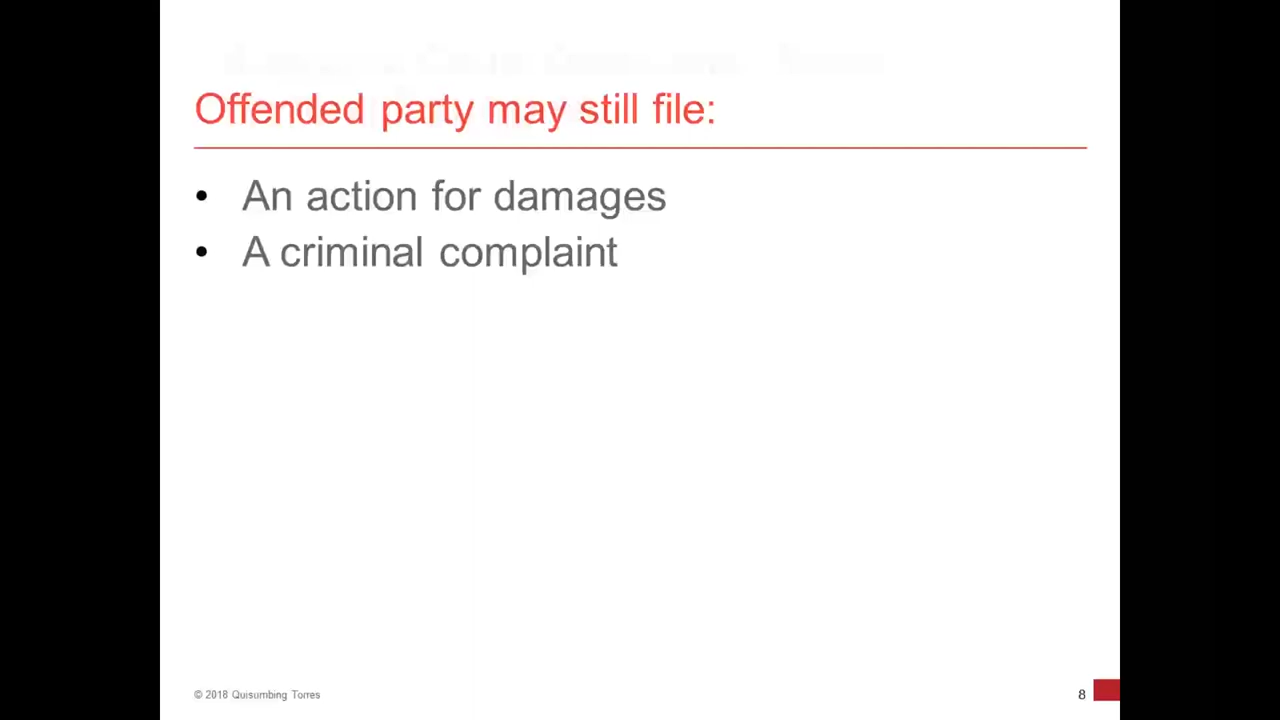 Offended party may still file:
• An action for damages
• A criminal complaint
© 2018 Quisumbing Torres
8